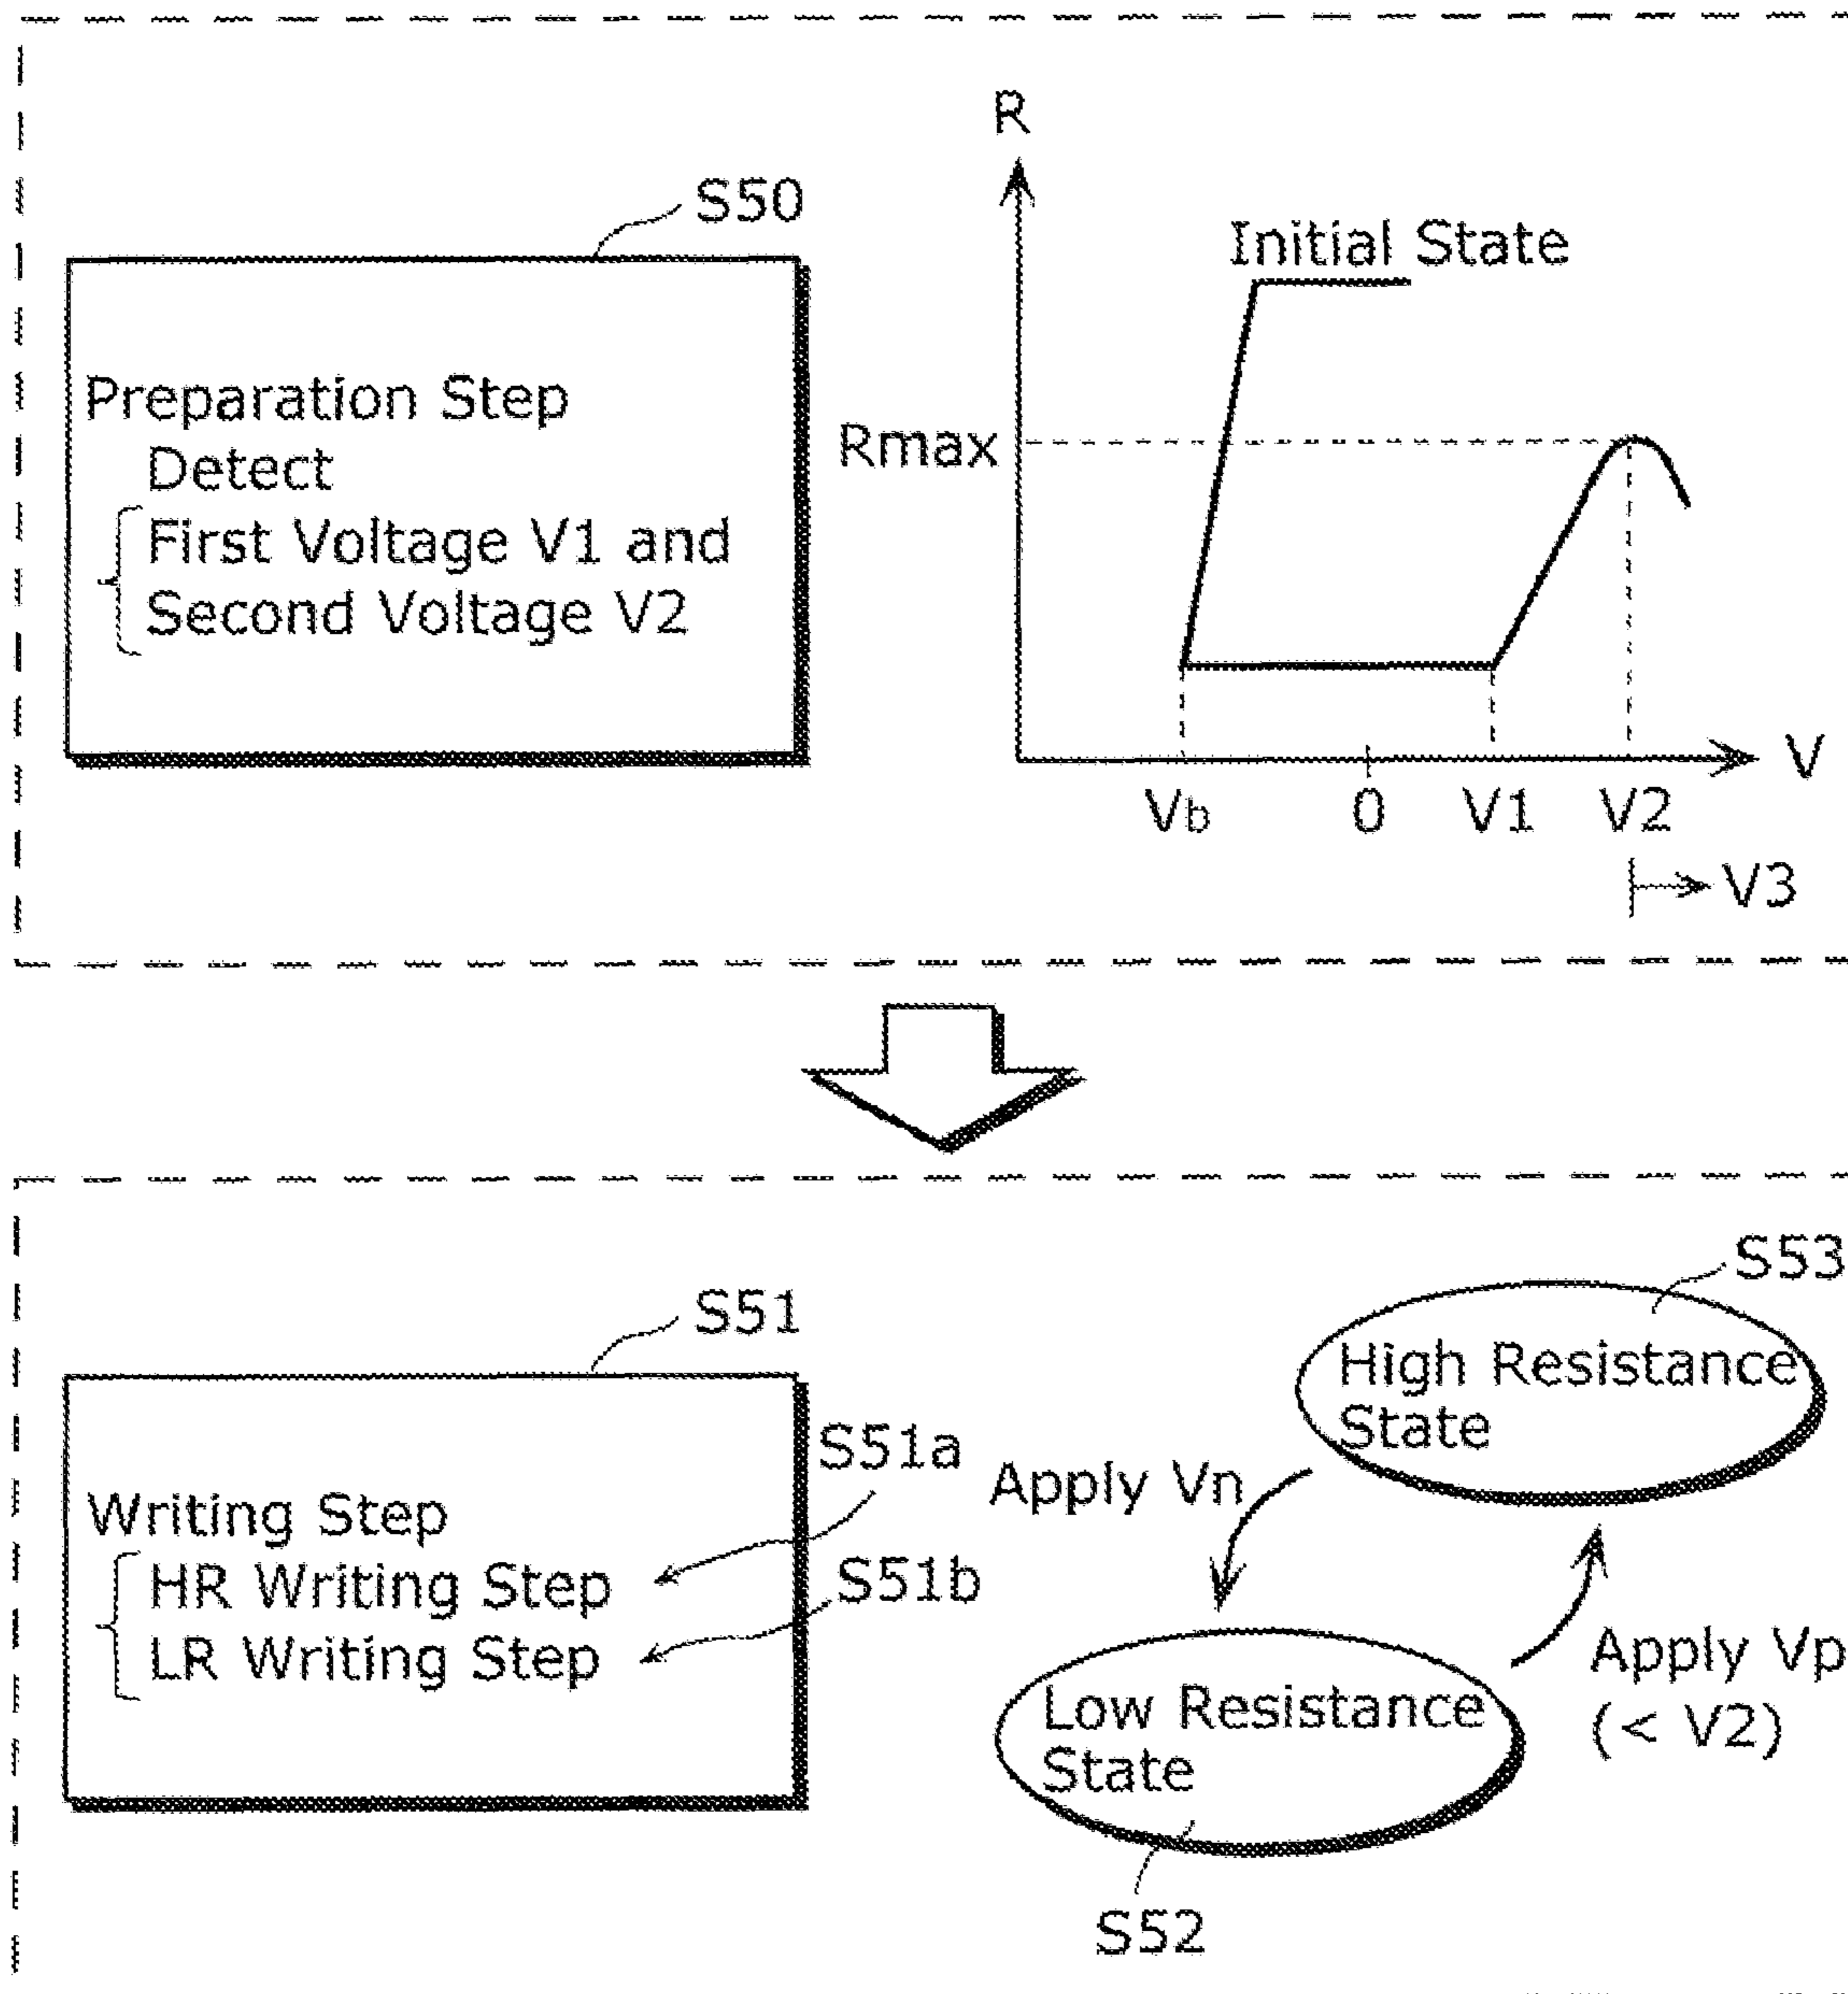 S50
Preparation Step
Detect
First Voltage V1 and
Second Voltage V2
R
Initial State
Rmax
V
Vb
0
V1
V2
V3
S51
S51a
S51b
Writing Step
HR Writing Step
LR Writing Step
S53
High Resistance
State
Apply Vn
Apply Vp
(< V2)
Low Resistance
State
S52